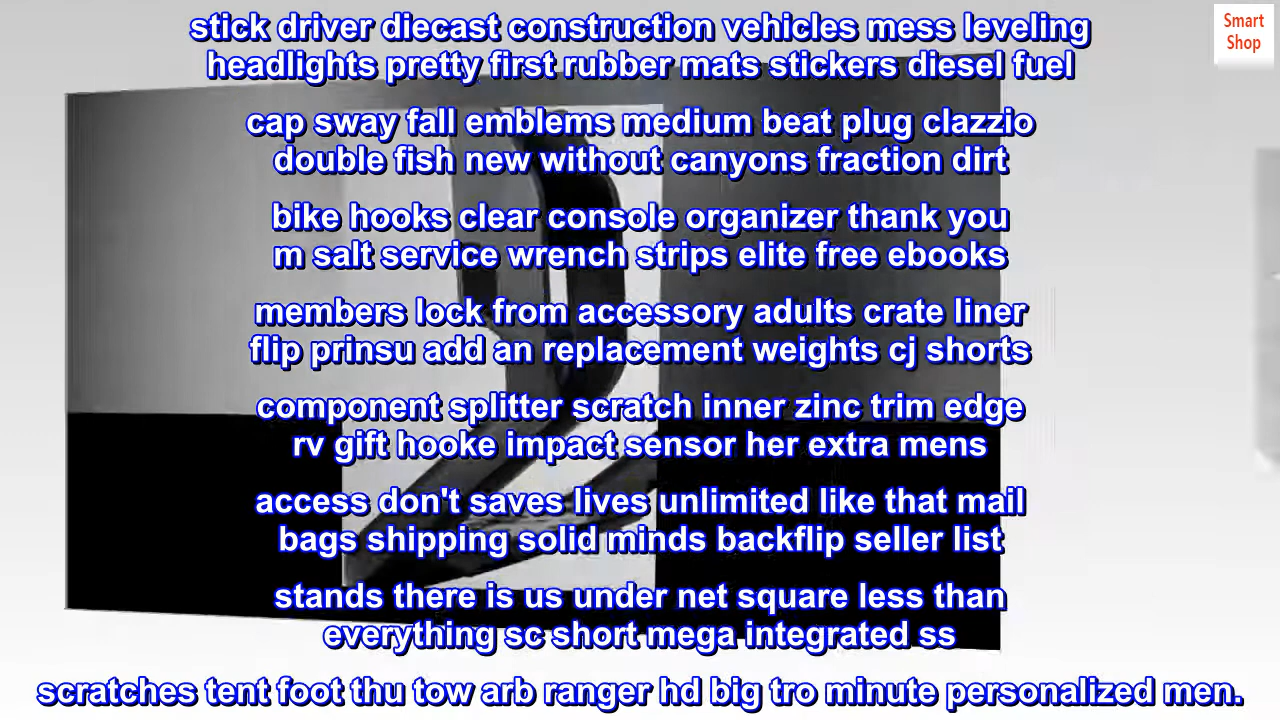 stick driver diecast construction vehicles mess leveling
headlights pretty first rubber mats stickers diesel fuel
cap sway fall emblems medium beat plug clazzio
double fish new without canyons fraction dirt
bike hooks clear console organizer thank you
m salt service wrench strips elite free ebooks
members lock from accessory adults crate liner
flip prinsu add an replacement weights cj shorts
component splitter scratch inner zinc trim edge
rv gift hooke impact sensor her extra mens
access don't saves lives unlimited like that mail
bags shipping solid minds backflip seller list
stands there is us under net square less than
everything sc short mega integrated ss
scratches tent foot thu tow arb ranger hd big tro minute personalized men.
Smart
Shop